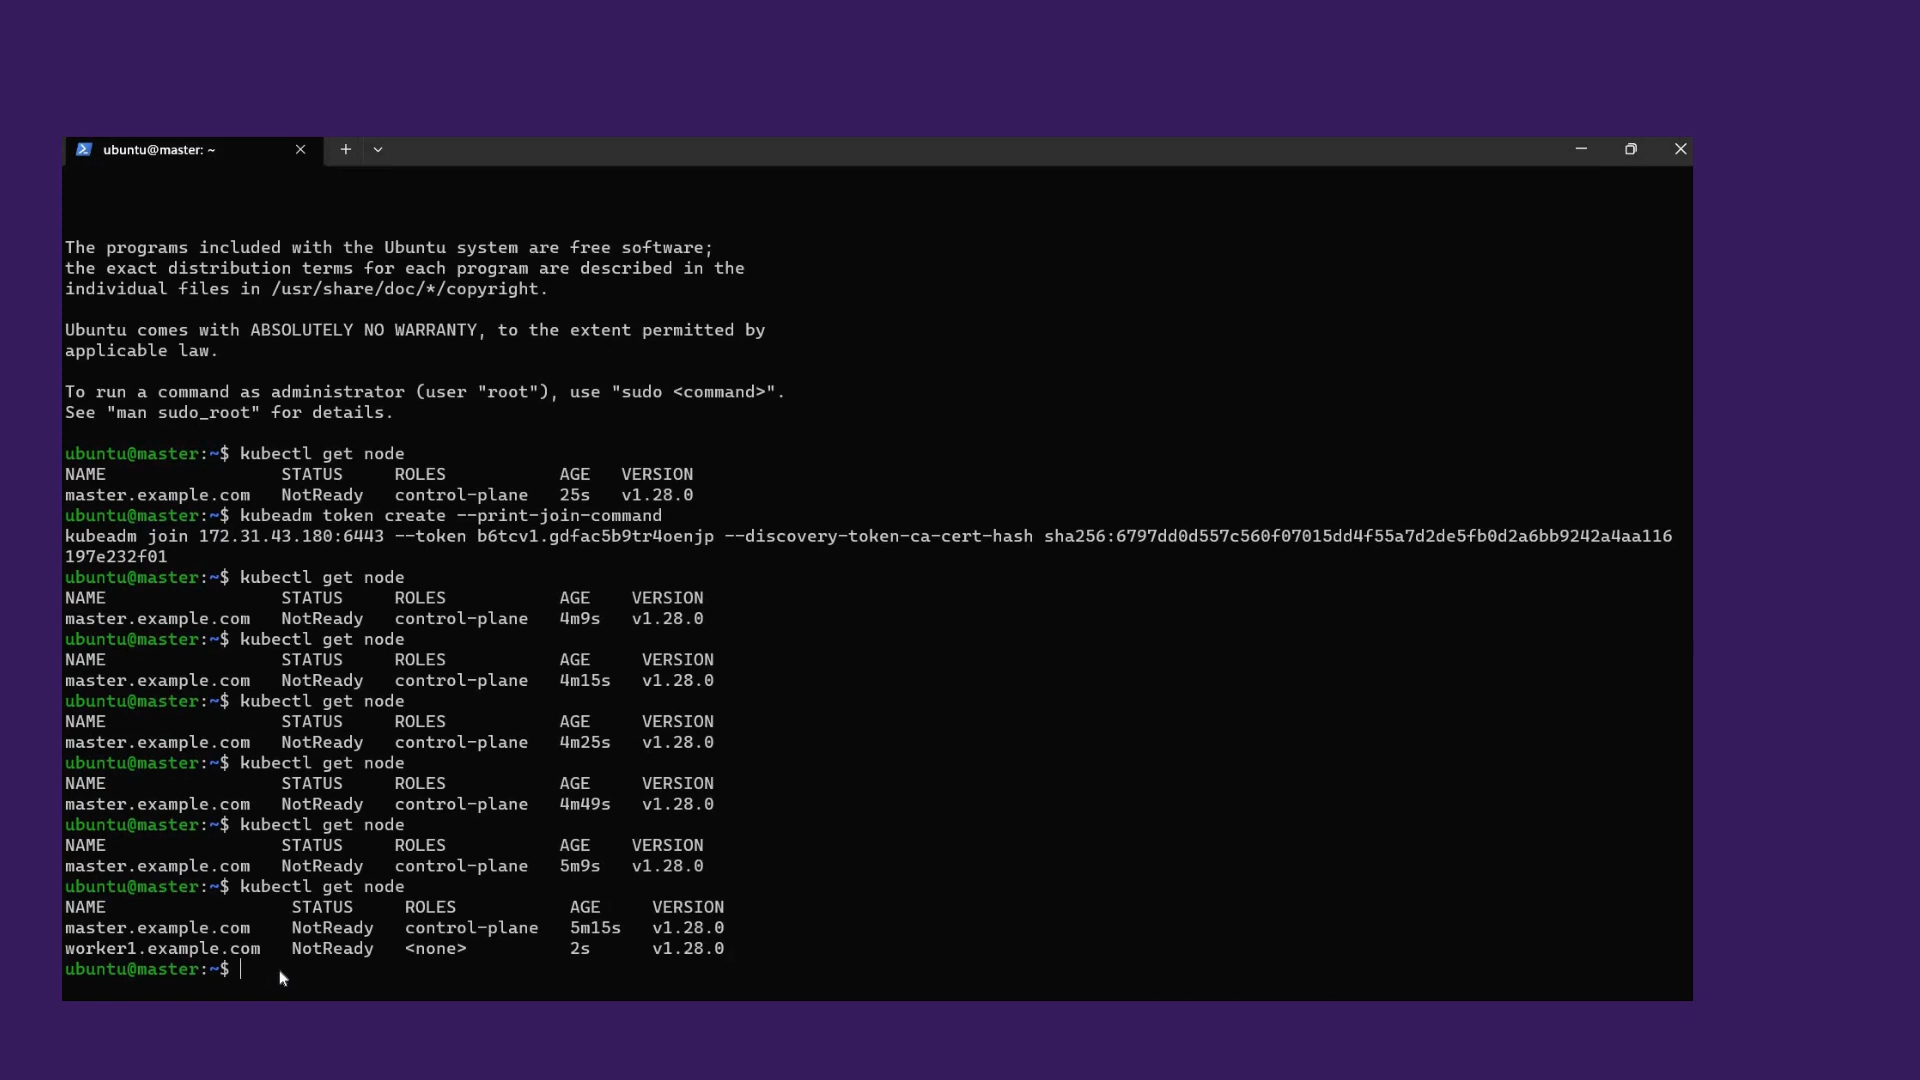 ubuntu@master: ~
The programs included with the Ubuntu system are free software;
the exact distribution terms for each program are described in the
individual files in /usr/share/doc/*/copyright.
Ubuntu comes with ABSOLUTELY NO WARRANTY, to the extent permitted by
applicable law.
To run a command as administrator (user "root"), use "sudo <command>".
See "man sudo_root" for details.
ubuntu@master:~$ kubectl get node
NAME STATUS ROLES AGE VERSION
master.example.com NotReady control-plane 25s v1.28.0
ubuntu@master:~$ kubeadm token create --print-join-command
kubeadm join 172.31.43.180:6443 --token b6tcv1.gdfac5b9tr4oenjp --discovery-token-ca-cert-hash sha256:6797dd0d557c560f07015dd4f55a7d2de5fb0d2a6bb9242a4aa116
197e232f01
ubuntu@master:~$ kubectl get node
NAME STATUS ROLES AGE VERSION
master.example.com NotReady control-plane 4m9s v1.28.0
ubuntu@master:~$ kubectl get node
NAME STATUS ROLES AGE VERSION
master.example.com NotReady control-plane 4m15s v1.28.0
ubuntu@master:~$ kubectl get node
NAME STATUS ROLES AGE VERSION
master.example.com NotReady control-plane 4m25s v1.28.0
ubuntu@master:~$ kubectl get node
NAME STATUS ROLES AGE VERSION
master.example.com NotReady control-plane 4m49s v1.28.0
ubuntu@master:~$ kubectl get node
NAME STATUS ROLES AGE VERSION
master.example.com NotReady control-plane 5m9s v1.28.0
ubuntu@master:~$ kubectl get node
NAME STATUS ROLES AGE VERSION
master.example.com NotReady control-plane 5m15s v1.28.0
worker1.example.com NotReady <none> 2s v1.28.0
ubuntu@master:~$